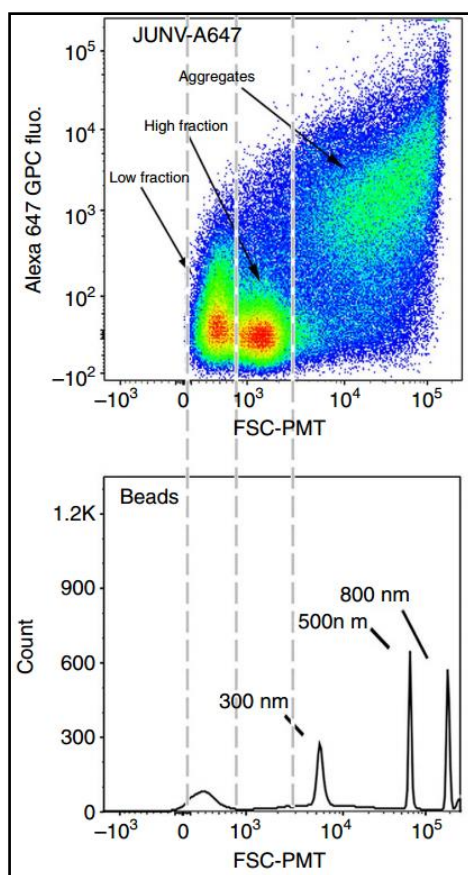 JUNV-A647
Aggregates
High fraction
Low fraction
Alexa 647 GPC fluo.
10⁵
10⁴
10³
10²
−10²
−10³ 0 10³ 10⁴ 10⁵
FSC-PMT
Beads
1.2K
900
600
300
0
Count
800 nm
500n m
300 nm
−10³ 0 10³ 10⁴ 10⁵
FSC-PMT